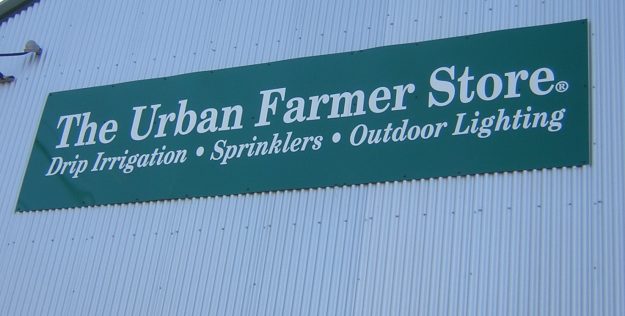 The Urban Farmer Store®
Drip Irrigation • Sprinklers • Outdoor Lighting